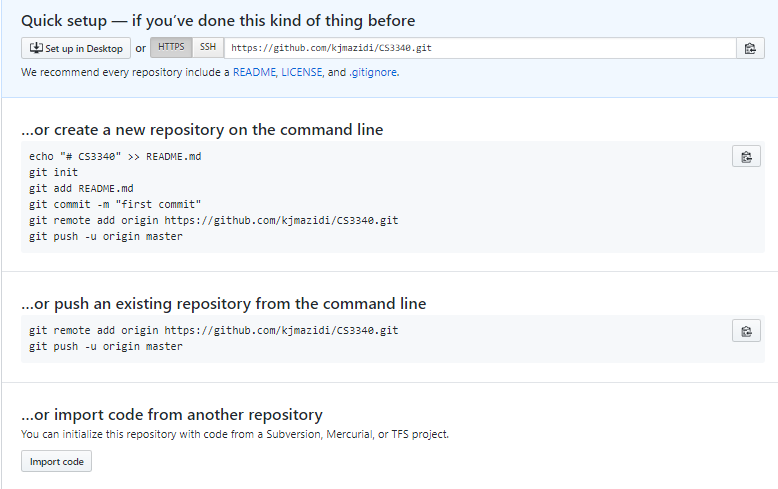 Quick setup — if you’ve done this kind of thing before
Set up in Desktop or HTTPS SSH https://github.com/kjmazidi/CS3340.git
We recommend every repository include a README, LICENSE, and .gitignore.
…or create a new repository on the command line
echo "# CS3340" >> README.md
git init
git add README.md
git commit -m "first commit"
git remote add origin https://github.com/kjmazidi/CS3340.git
git push -u origin master
…or push an existing repository from the command line
git remote add origin https://github.com/kjmazidi/CS3340.git
git push -u origin master
…or import code from another repository
You can initialize this repository with code from a Subversion, Mercurial, or TFS project.
Import code